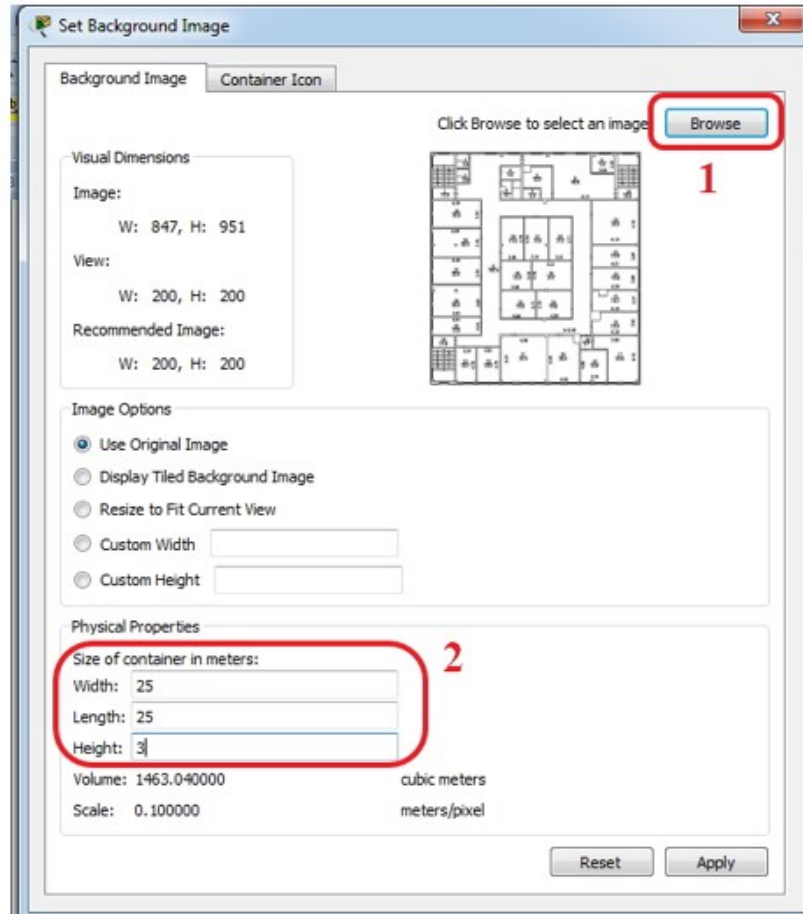 Set Background Image
Background Image Container Icon
Click Browse to select an image Browse
1
Visual Dimensions
Image:
W: 847, H: 951
View:
W: 200, H: 200
Recommended Image:
W: 200, H: 200
Image Options
Use Original Image
Display Tiled Background Image
Resize to Fit Current View
Custom Width
Custom Height
Physical Properties
Size of container in meters:
2
Width: 25
Length: 25
Height: 3
Volume: 1463.040000 cubic meters
Scale: 0.100000 meters/pixel
Reset Apply